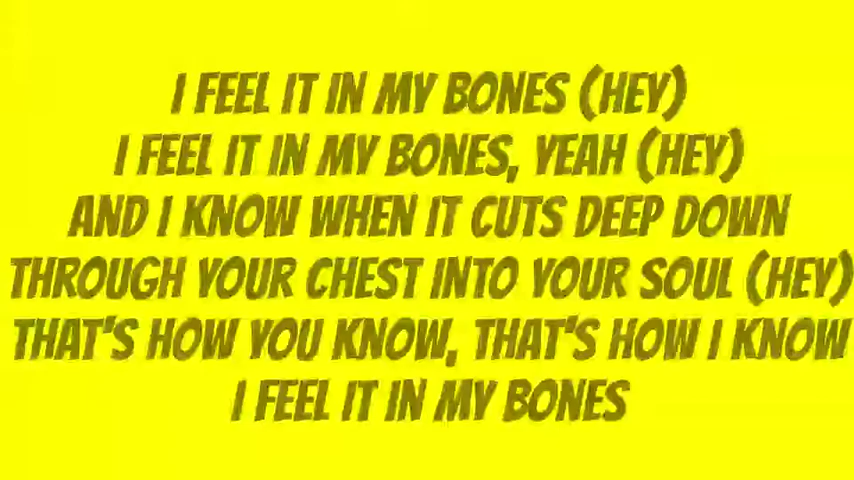 I FEEL IT IN MY BONES (HEY)
I FEEL IT IN MY BONES, YEAH (HEY)
AND I KNOW WHEN IT CUTS DEEP DOWN
THROUGH YOUR CHEST INTO YOUR SOUL (HEY)
THAT'S HOW YOU KNOW, THAT'S HOW I KNOW
I FEEL IT IN MY BONES